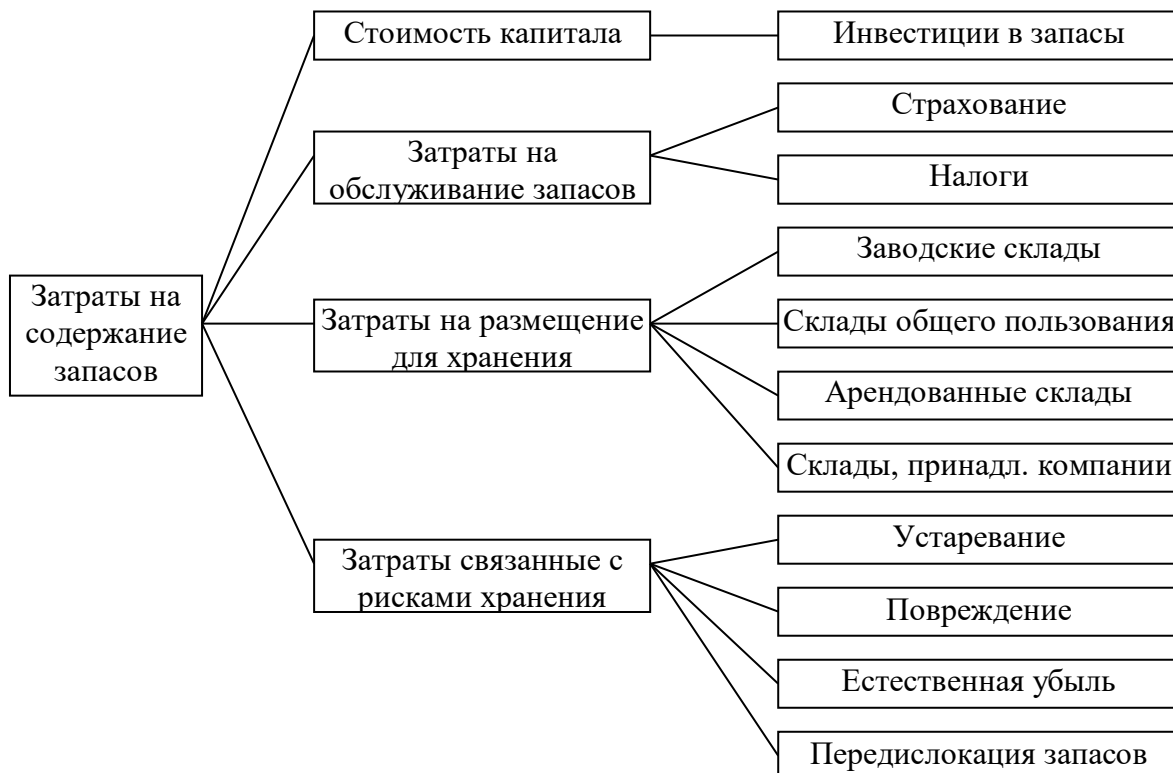 Затраты на
содержание
запасов
Стоимость капитала
Инвестиции в запасы
Затраты на
обслуживание запасов
Страхование
Налоги
Затраты на размещение
для хранения
Заводские склады
Склады общего пользования
Арендованные склады
Склады, принадл. компании
Затраты связанные с
рисками хранения
Устаревание
Повреждение
Естественная убыль
Передислокация запасов